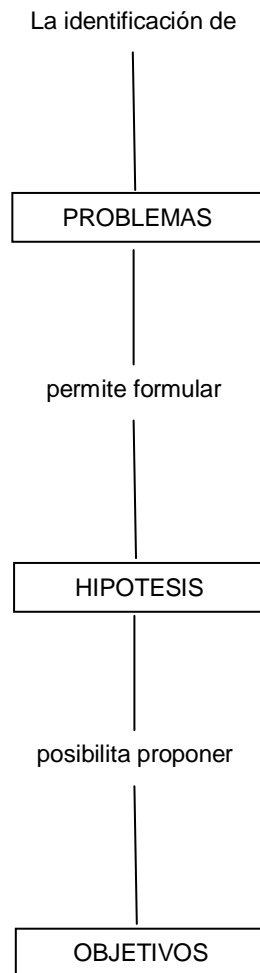 La identificación de
PROBLEMAS
permite formular
HIPOTESIS
posibilita proponer
OBJETIVOS